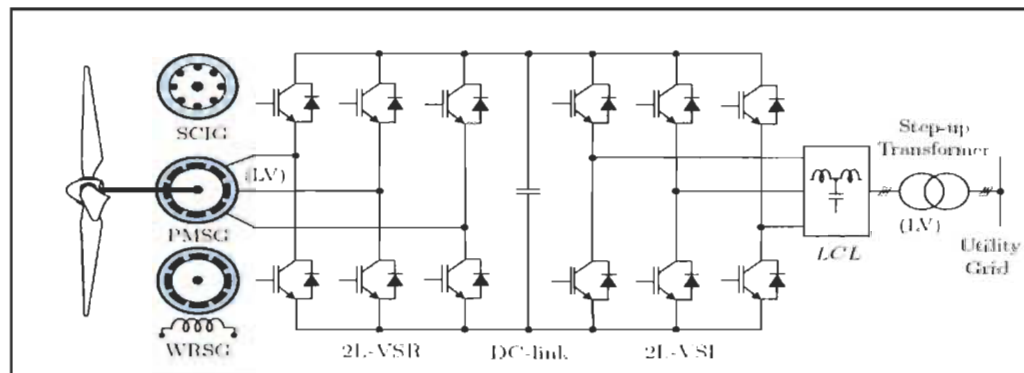 SCIG
(LV)
PMSG
WRSG
2L-VSR
DC-link
2L-VSI
LCL
Step-up
Transformer
(LV)
Utility
Grid